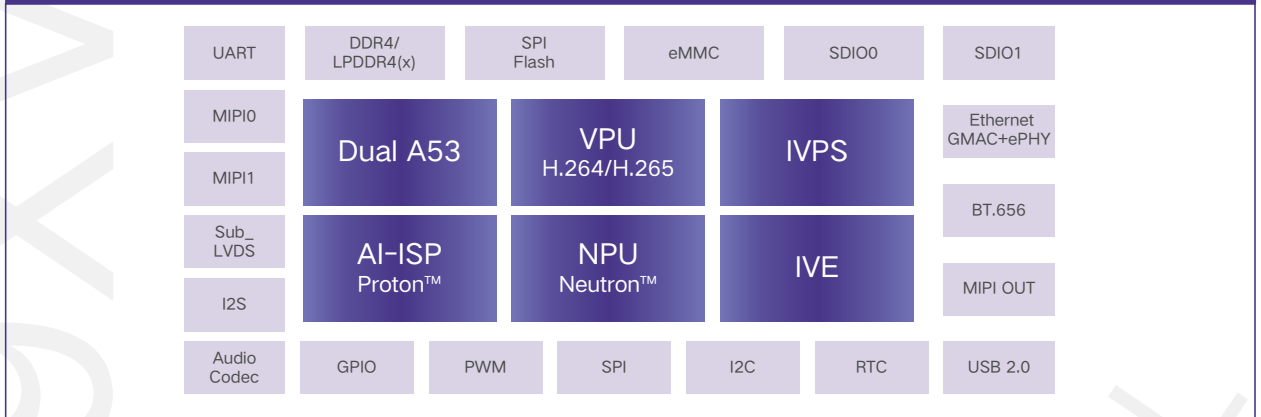 UART
DDR4/
LPDDR4(x)
SPI
Flash
eMMC
SDIO0
SDIO1
MIPI0
MIPI1
Sub_
LVDS
I2S
Dual A53
VPU
H.264/H.265
IVPS
AI-ISP
Proton™
NPU
Neutron™
IVE
Ethernet
GMAC+ePHY
BT.656
MIPI OUT
Audio
Codec
GPIO
PWM
SPI
I2C
RTC
USB 2.0